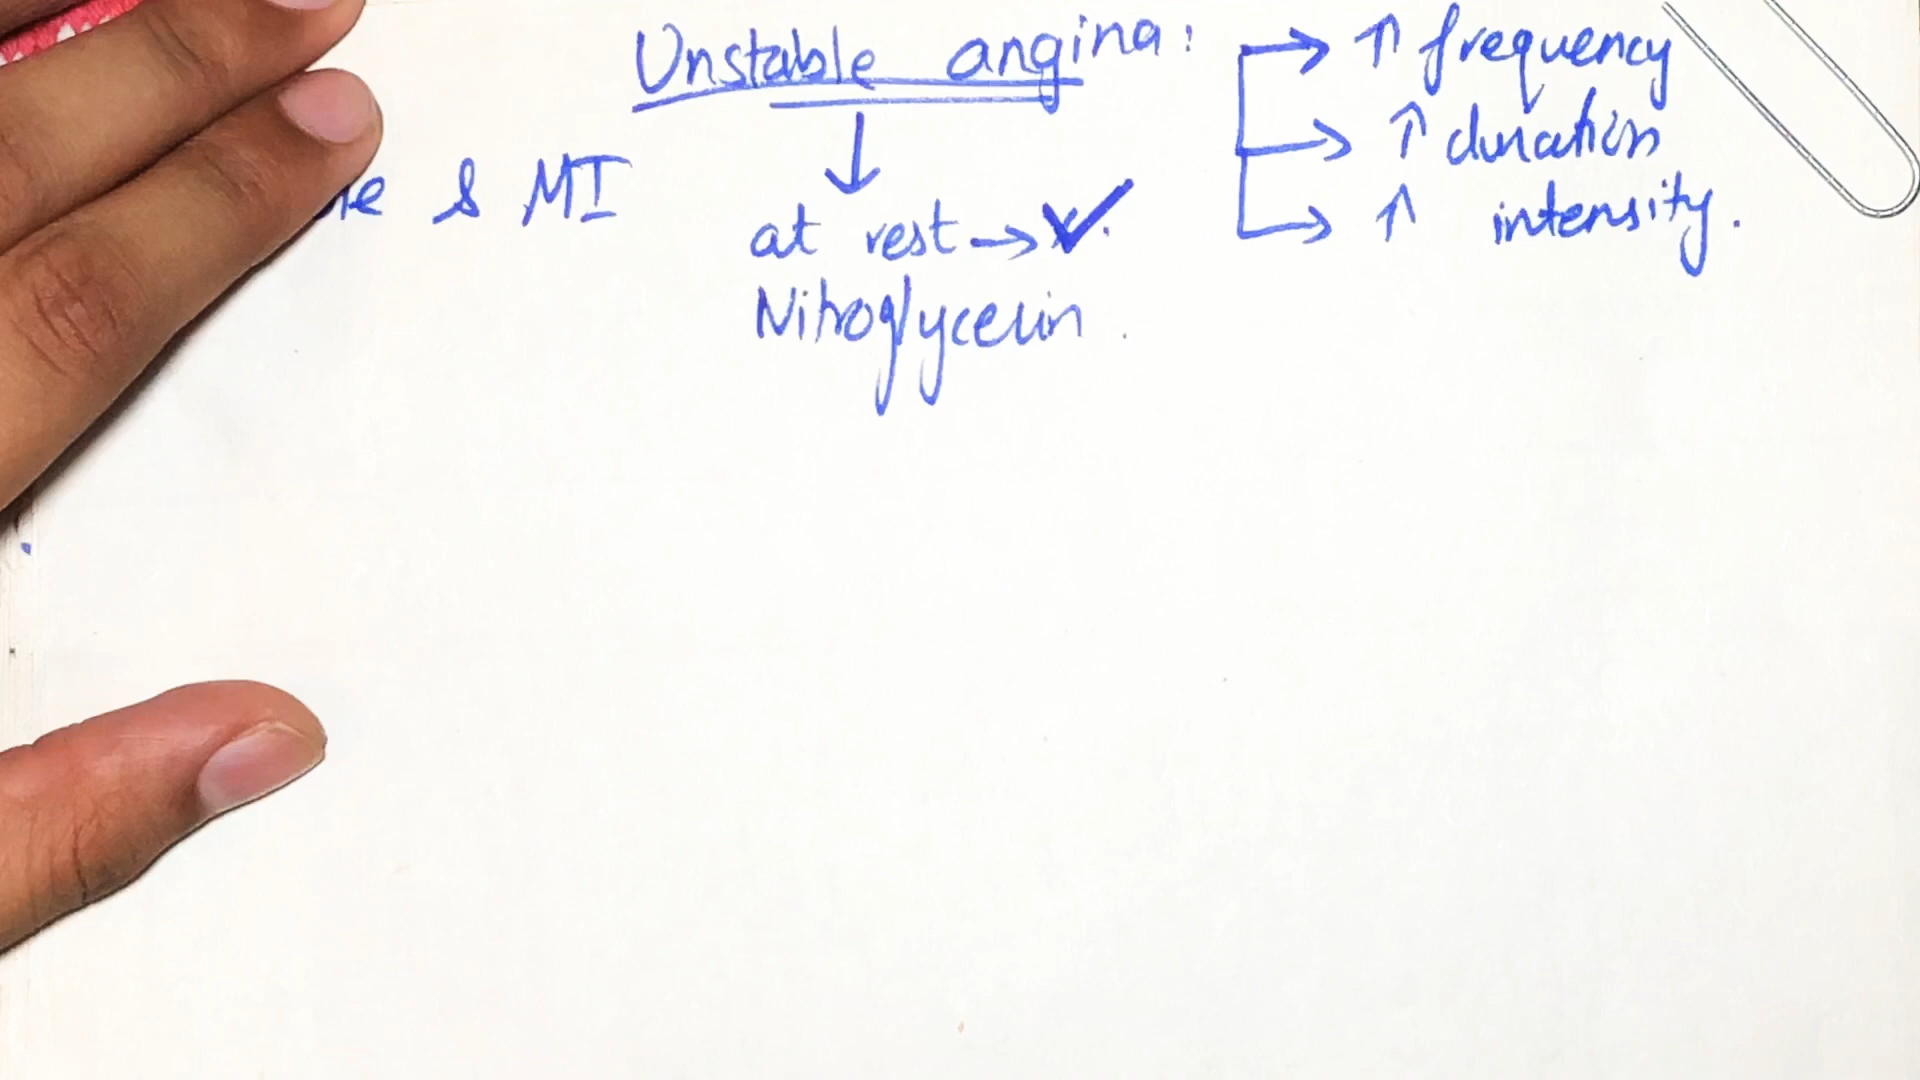 Unstable angina:
→ ↑ frequency
→ ↑ duration
→ ↑ intensity.
& MI
↓
at rest → ✓.
Nitroglycerin.